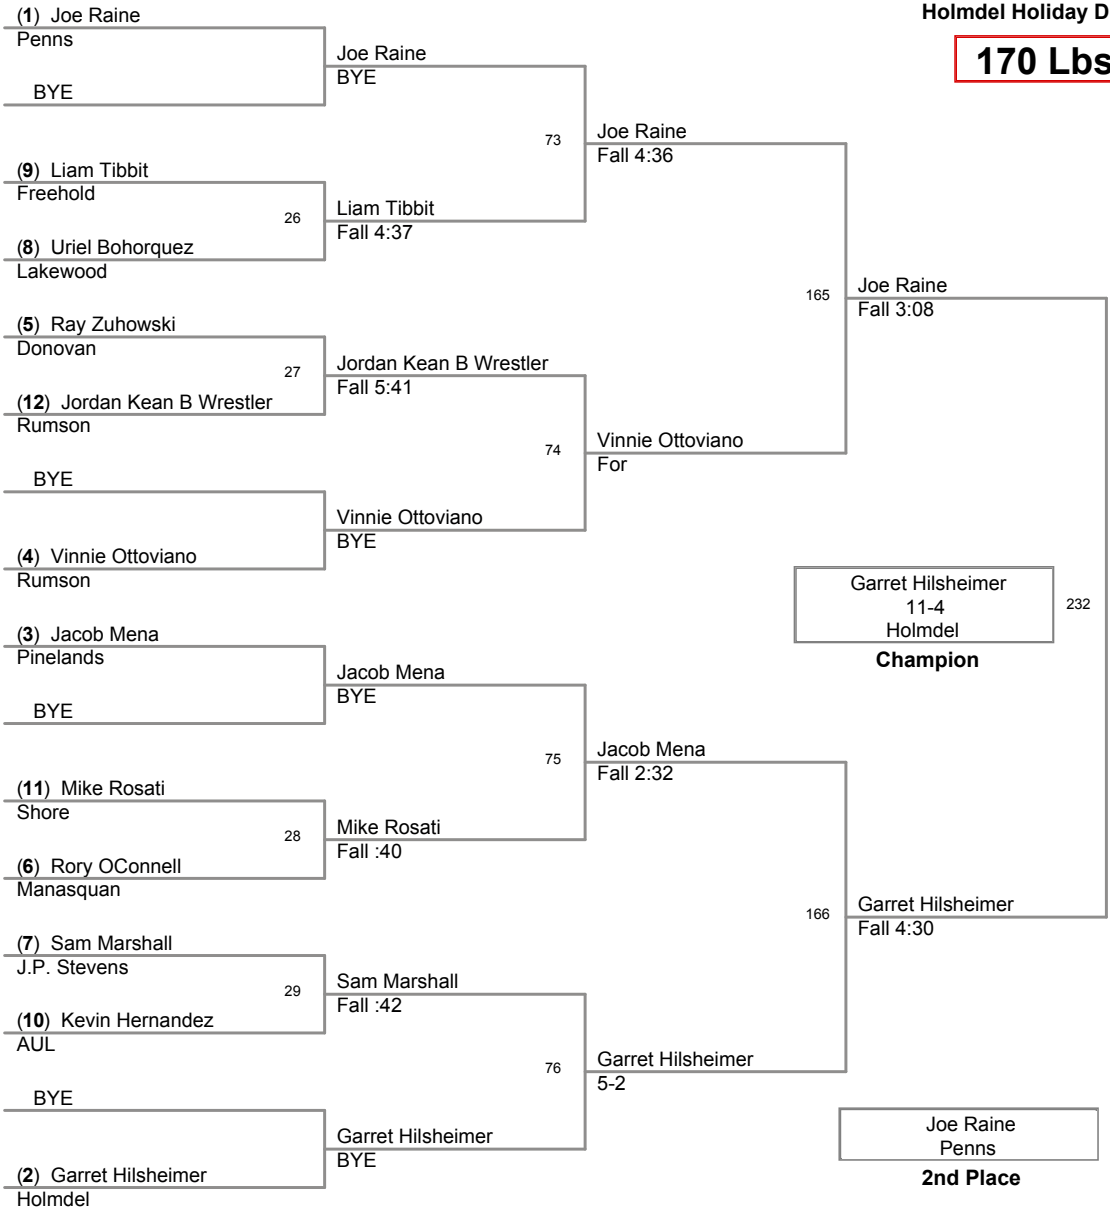 Holmdel Holiday D
170 Lbs
(1) Joe Raine
Penns
BYE
(9) Liam Tibbit
Freehold
26
(8) Uriel Bohorquez
Lakewood
(5) Ray Zuhowski
Donovan
27
(12) Jordan Kean B Wrestler
Rumson
BYE
(4) Vinnie Ottoviano
Rumson
(3) Jacob Mena
Pinelands
BYE
(11) Mike Rosati
Shore
28
(6) Rory OConnell
Manasquan
(7) Sam Marshall
J.P. Stevens
29
(10) Kevin Hernandez
AUL
BYE
(2) Garret Hilsheimer
Holmdel
Joe Raine
BYE
73
Liam Tibbit
Fall 4:37
Jordan Kean B Wrestler
Fall 5:41
74
Vinnie Ottoviano
BYE
Jacob Mena
BYE
75
Mike Rosati
Fall :40
Sam Marshall
Fall :42
76
Garret Hilsheimer
BYE
Joe Raine
Fall 4:36
165
Vinnie Ottoviano
For
Jacob Mena
Fall 2:32
166
Garret Hilsheimer
5-2
Joe Raine
Fall 3:08
Garret Hilsheimer
11-4
Holmdel
232
Champion
Garret Hilsheimer
Fall 4:30
Joe Raine
Penns
2nd Place